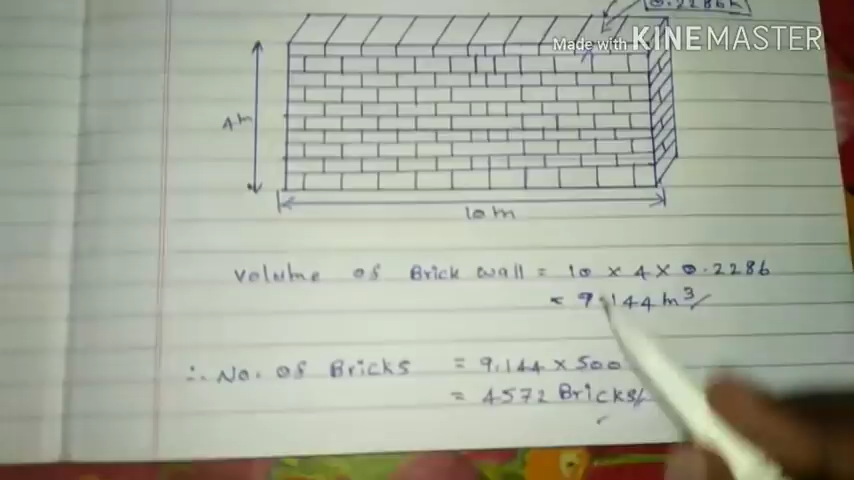 0.2286m
Made with KINEMASTER
4m
10m
Volume of Brick wall = 10 x 4 x 0.2286
= 9.144 m³
∴ No. of Bricks = 9.144 x 500
= 4572 Bricks